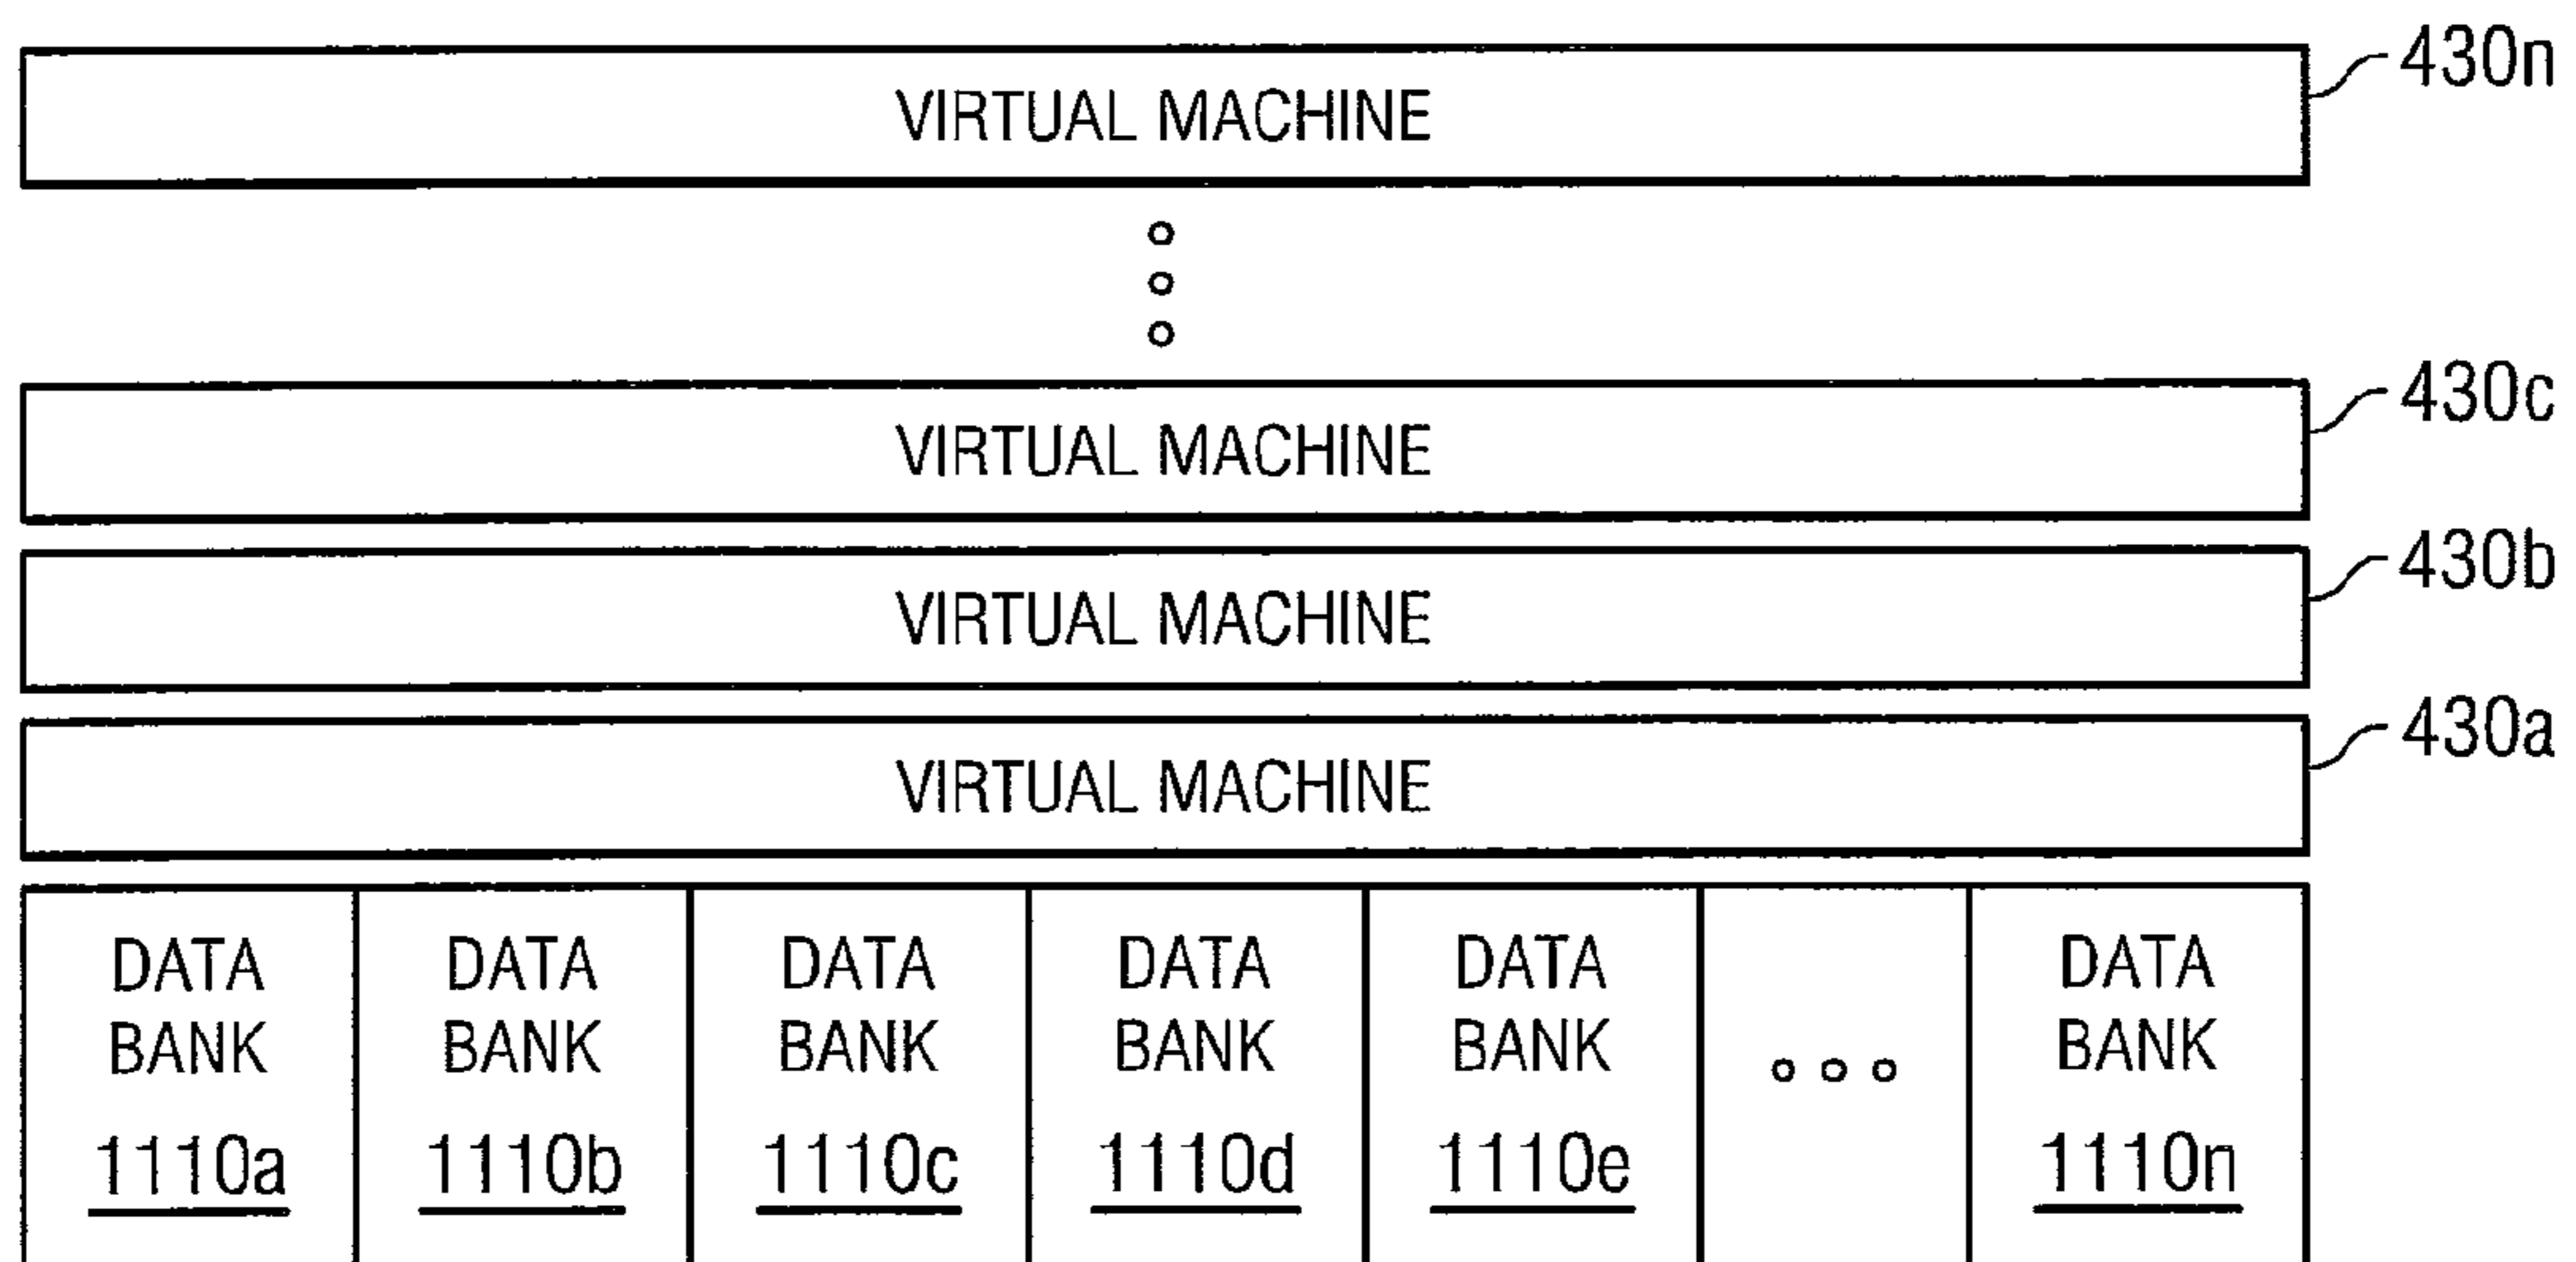 VIRTUAL MACHINE 430n
VIRTUAL MACHINE 430c
VIRTUAL MACHINE 430b
VIRTUAL MACHINE 430a
DATA BANK 1110a
DATA BANK 1110b
DATA BANK 1110c
DATA BANK 1110d
DATA BANK 1110e
DATA BANK 1110n